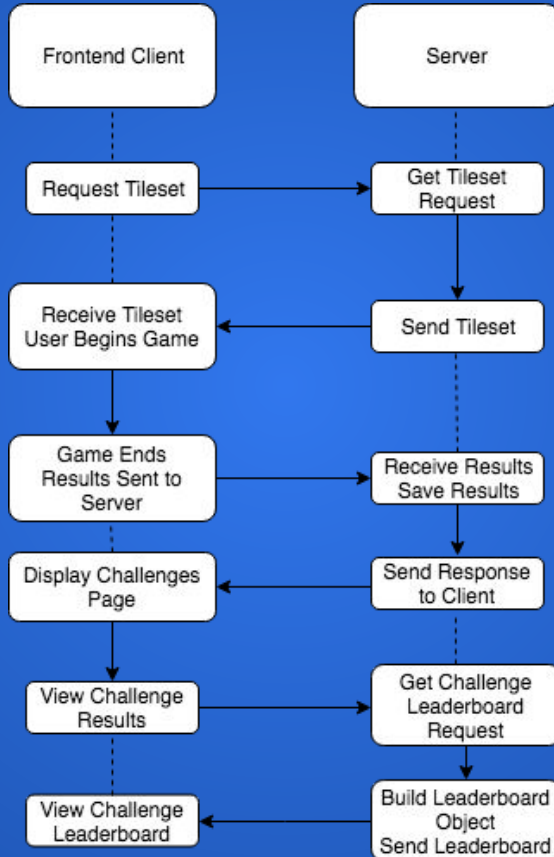 Frontend Client
Server
Request Tileset
Get Tileset
Request
Receive Tileset
User Begins Game
Send Tileset
Game Ends
Results Sent to
Server
Receive Results
Save Results
Display Challenges
Page
Send Response
to Client
View Challenge
Results
Get Challenge
Leaderboard
Request
View Challenge
Leaderboard
Build Leaderboard
Object
Send Leaderboard